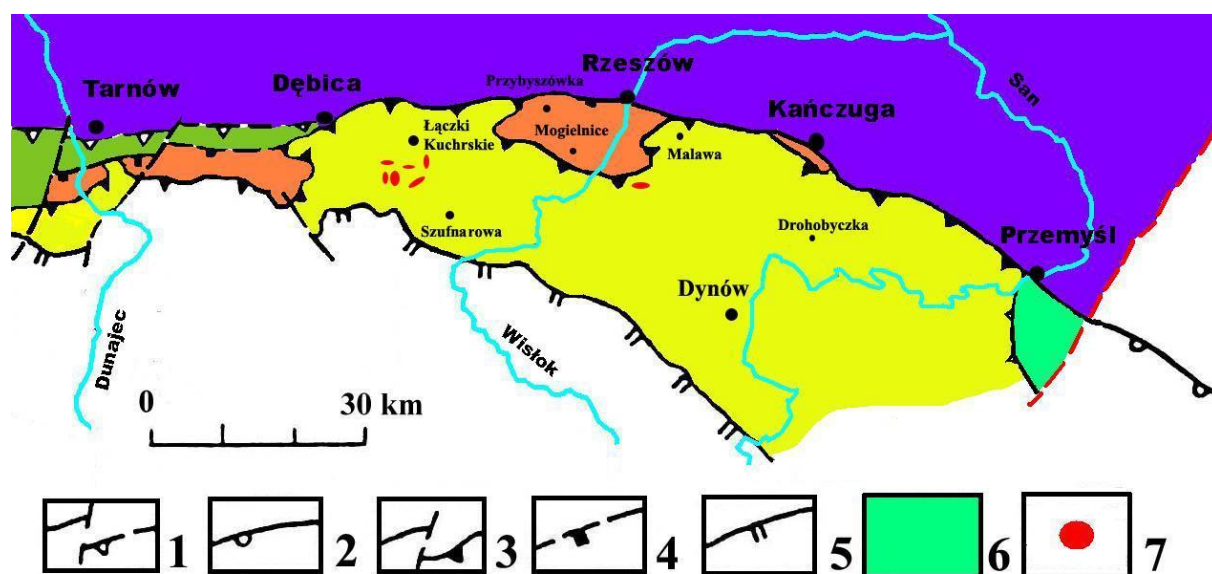 Tarnów
Dębica
Przybyszówka
Rzeszów
San
Kańczuga
Łączki
Kuchrskie
Mogielnice
Malawa
Szufnarowa
Drohobyczka
Przemyśl
Dynów
Dunajec
Wisłok
0 30 km
1 2 3 4 5 6 7